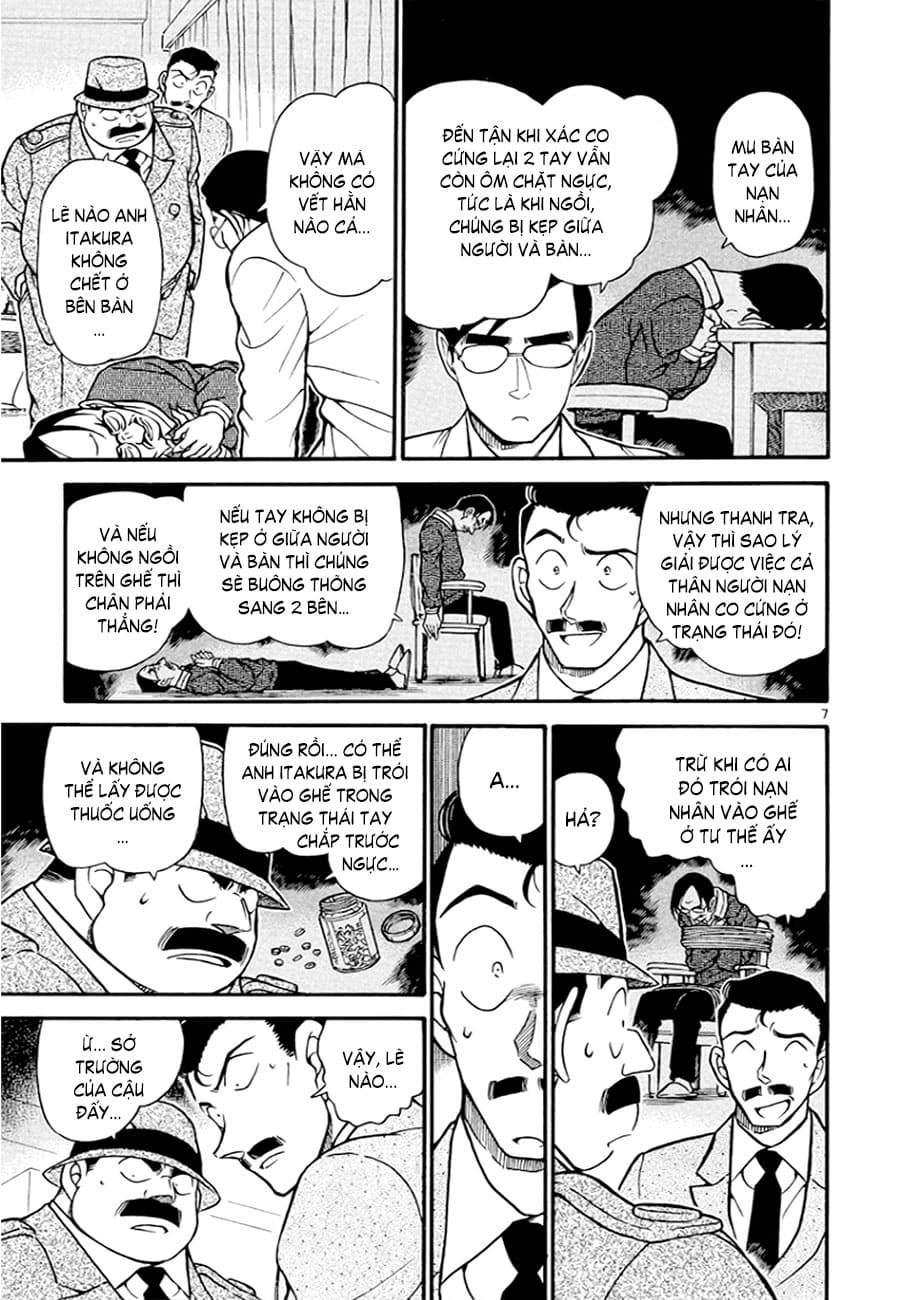 MU BÀN
TAY CỦA
NẠN
NHÂN...
ĐẾN TẬN KHI XÁC CO
CỨNG LẠI 2 TAY VẪN
CÒN ÔM CHẶT NGỰC,
TỨC LÀ KHI NGỒI,
CHÚNG BỊ KẸP GIỮA
NGƯỜI VÀ BÀN...
VẬY MÀ
KHÔNG CÓ
VẾT HẰN
NÀO CẢ...
LẼ NÀO ANH
ITAKURA
KHÔNG
CHẾT Ở
BÊN BÀN
...
NHƯNG THANH TRA,
VẬY THÌ SAO LÝ
GIẢI ĐƯỢC VIỆC CẢ
THÂN NGƯỜI NẠN
NHÂN CO CỨNG Ở
TRẠNG THÁI ĐÓ!
NẾU TAY KHÔNG BỊ
KẸP Ở GIỮA NGƯỜI
VÀ BÀN THÌ CHÚNG
SẼ BUÔNG THÕNG
SANG 2 BÊN...
VÀ NẾU
KHÔNG NGỒI
TRÊN GHẾ THÌ
CHÂN PHẢI
THẲNG!
7
TRỪ KHI CÓ AI
ĐÓ TRÓI NẠN
NHÂN VÀO GHẾ
Ở TƯ THẾ ẤY
...
HẢ?
A...
ĐÚNG RỒI... CÓ THỂ
ANH ITAKURA BỊ TRÓI
VÀO GHẾ TRONG
TRẠNG THÁI TAY
CHẮP TRƯỚC
NGỰC...
VÀ KHÔNG
THỂ LẤY ĐƯỢC
THUỐC UỐNG
...
VẬY, LẼ
NÀO...
Ừ... SỞ
TRƯỜNG
CỦA CẬU
ĐẤY...